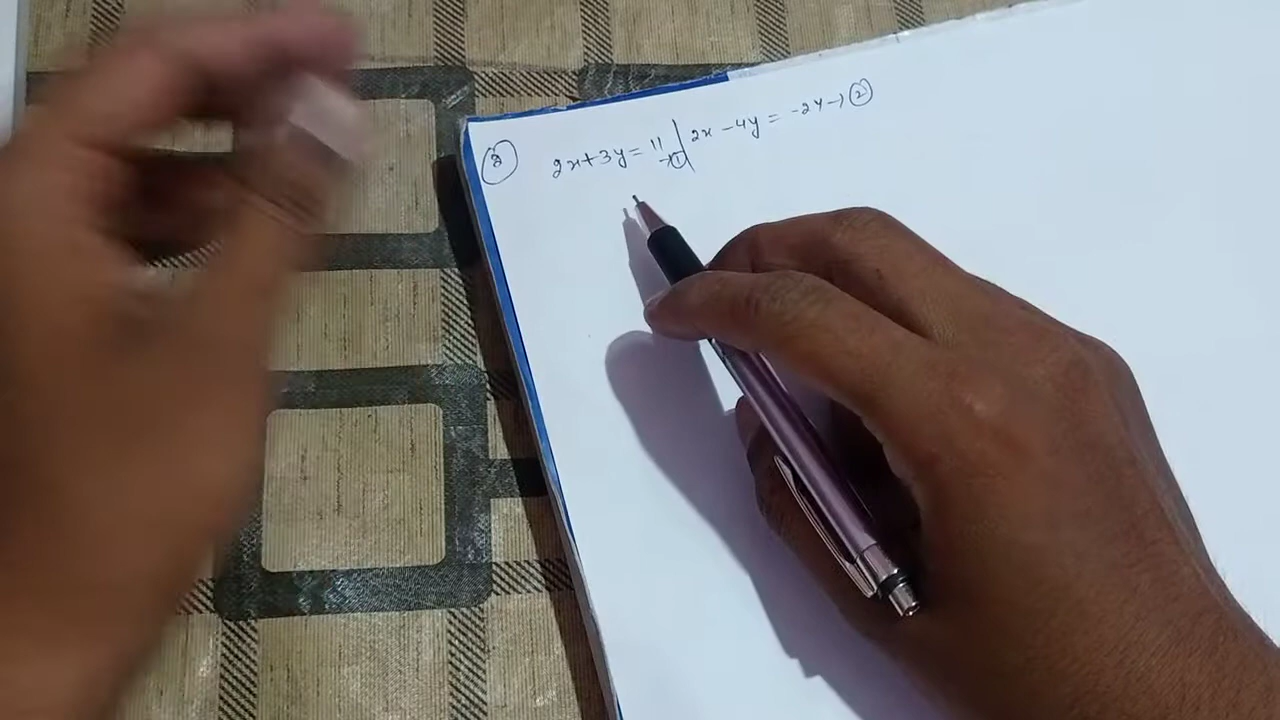 ② 2x+3y=11 →① | 2x-4y=-24→②